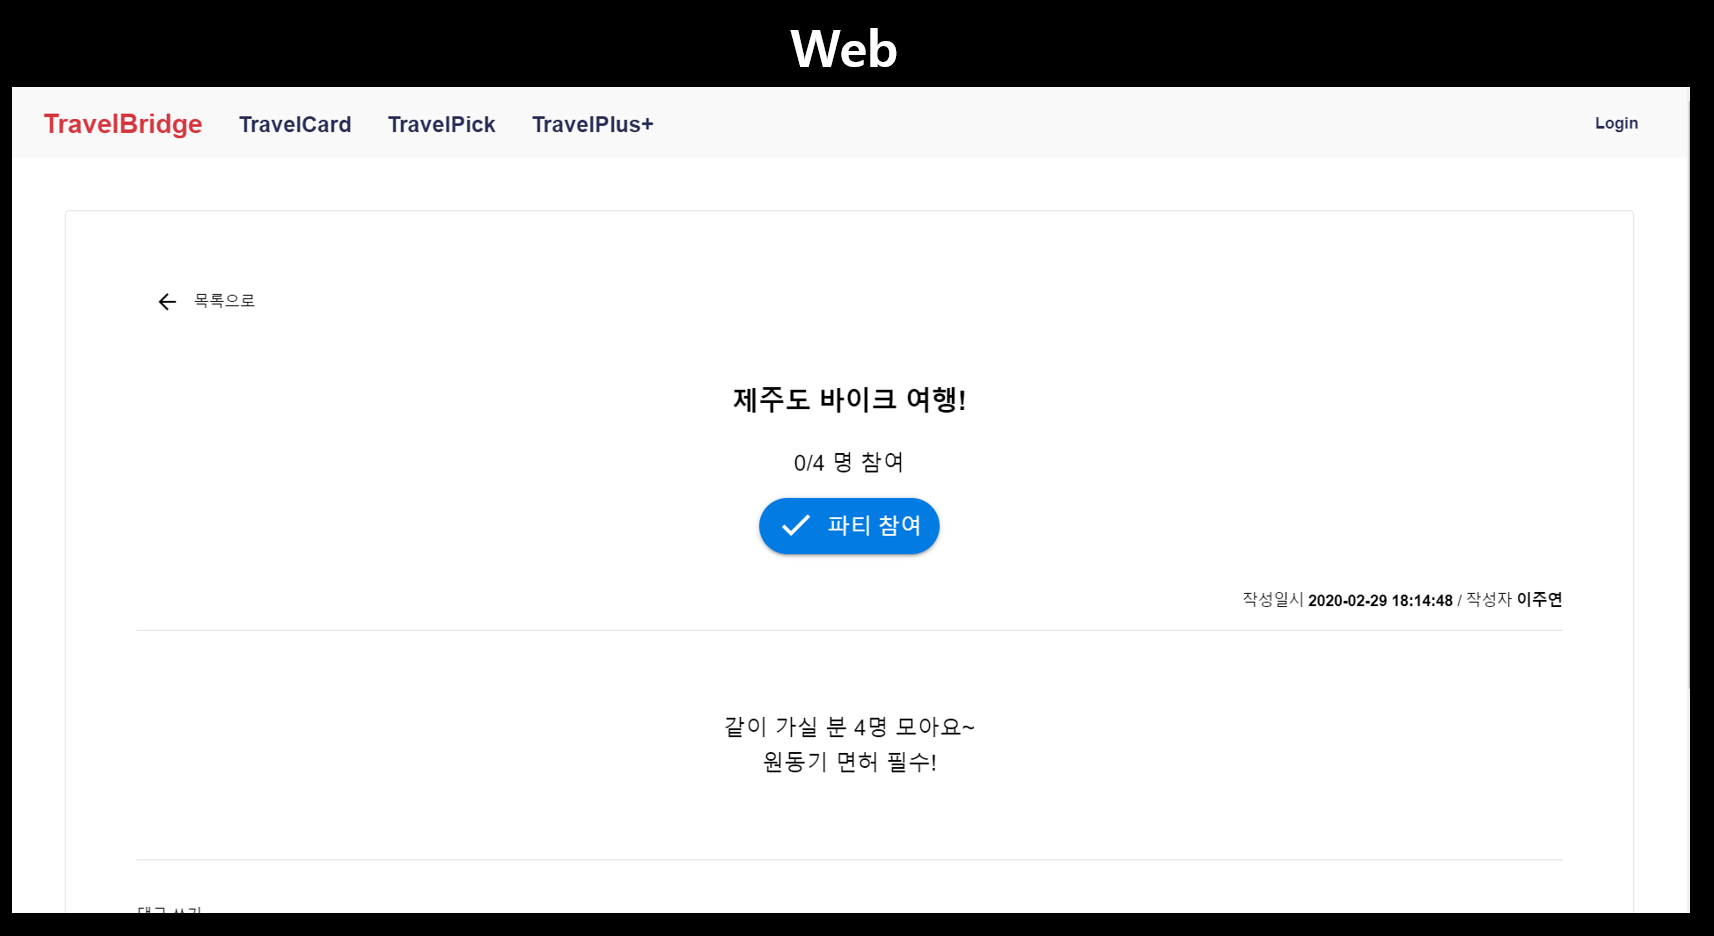 Web
TravelBridge TravelCard TravelPick TravelPlus+ Login
목록으로
제주도 바이크 여행!
0/4 명 참여
파티 참여
작성일시 2020-02-29 18:14:48 / 작성자 이주연
같이 가실 분 4명 모아요~
원동기 면허 필수!